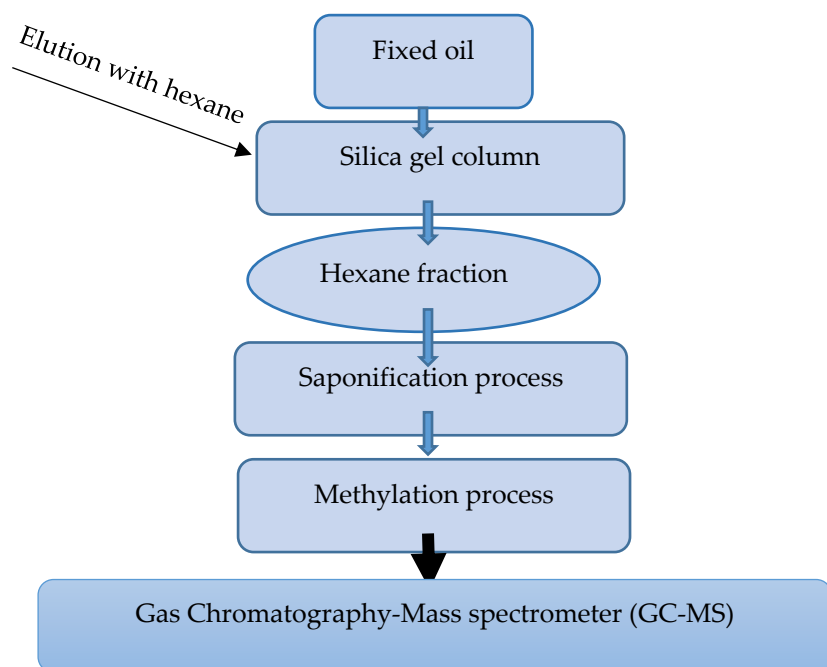 Fixed oil
Elution with hexane
Silica gel column
Hexane fraction
Saponification process
Methylation process
Gas Chromatography-Mass spectrometer (GC-MS)